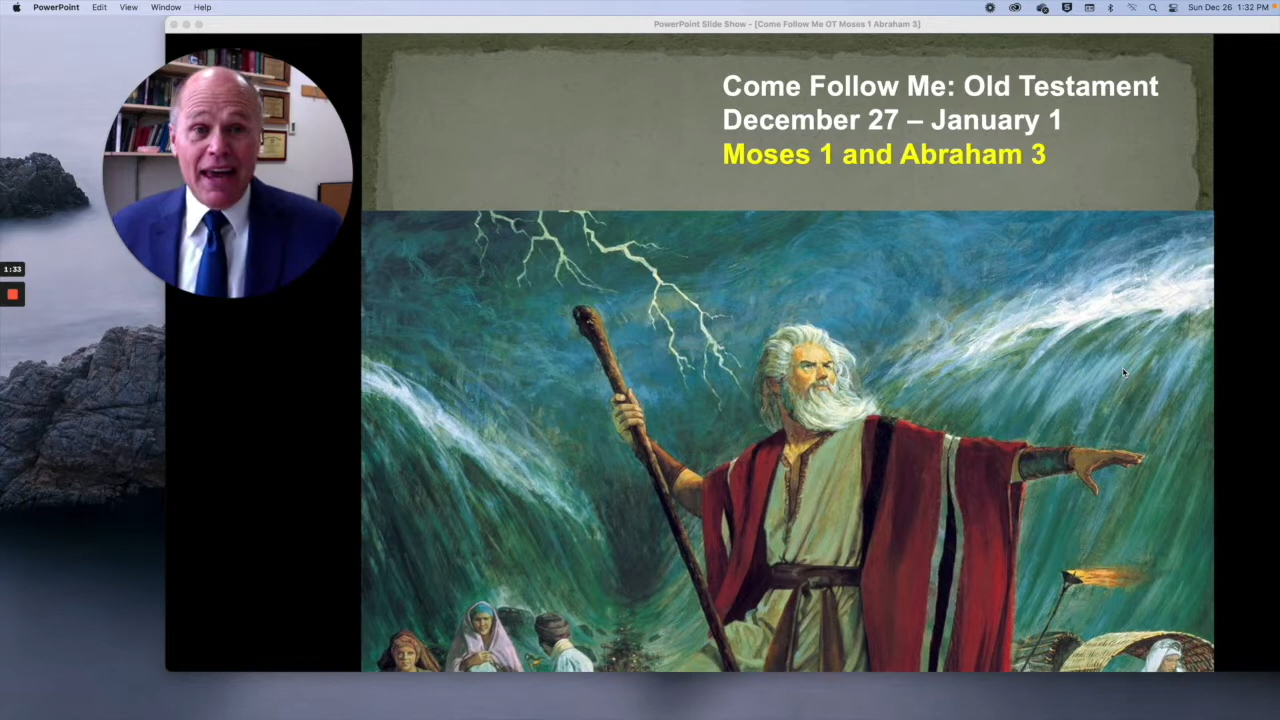 PowerPoint Edit View Window Help
Sun Dec 26 1:32 PM
PowerPoint Slide Show - [Come Follow Me OT Moses 1 Abraham 3]
Come Follow Me: Old Testament
December 27 – January 1
Moses 1 and Abraham 3
1:33